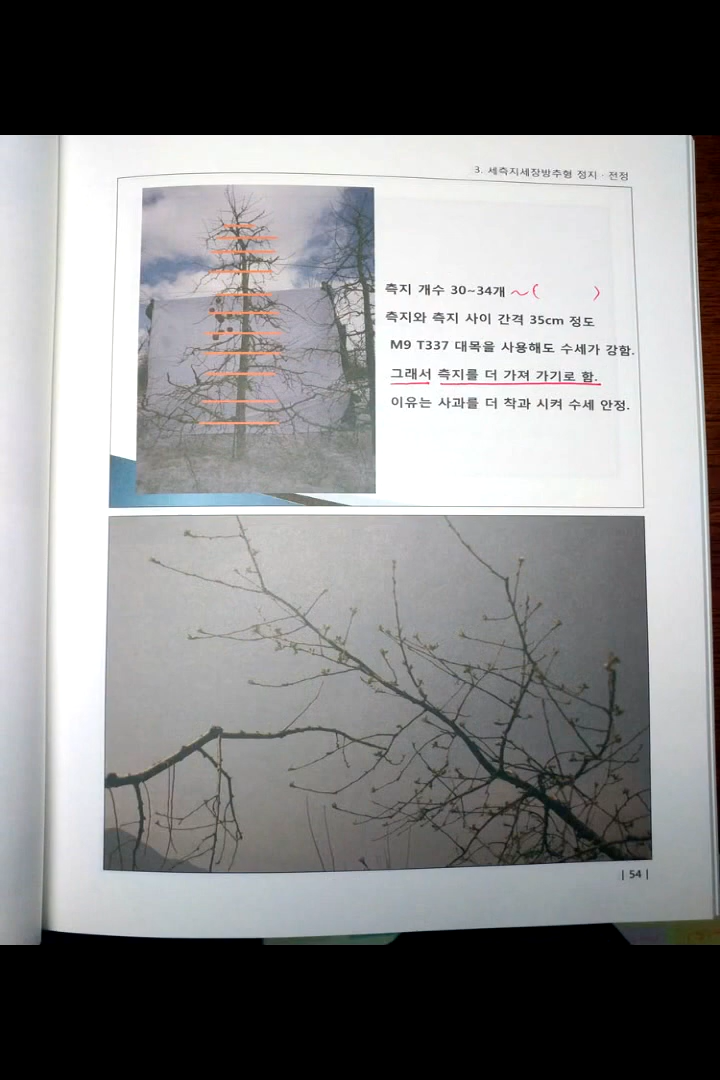 3. 세측지세장방추형 정지 · 전정
측지 개수 30~34개 ~( )
측지와 측지 사이 간격 35cm 정도
M9 T337 대목을 사용해도 수세가 강함.
그래서 측지를 더 가져 가기로 함.
이유는 사과를 더 착과 시켜 수세 안정.
| 54 |